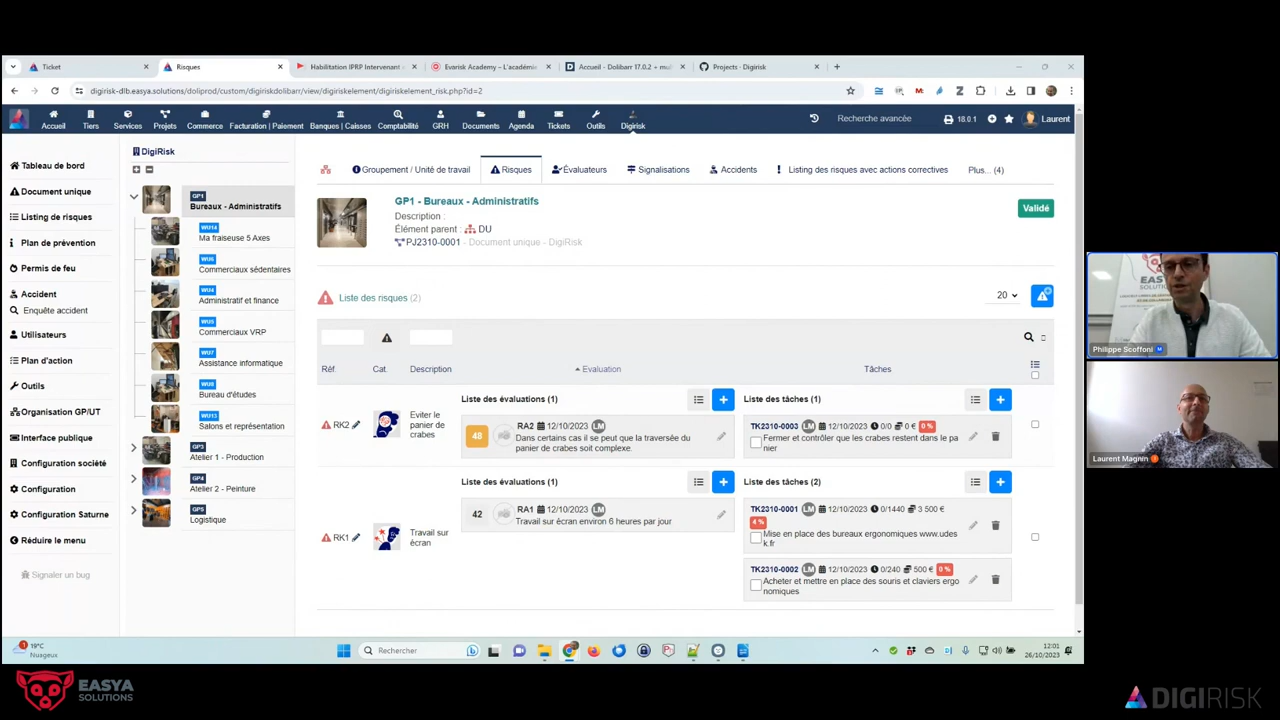 Ticket
Risques
Habilitation IPRP Intervenant
Evarisk Academy – L'académie
Accueil - Dolibarr 17.0.2 + mul
Projects · Digirisk
digirisk-dlb.easya.solutions/doliprod/custom/digiriskdolibarr/view/digiriskelement/digiriskelement_risk.php?id=2
Accueil Tiers Services Projets Commerce Facturation | Paiement Banques | Caisses Comptabilité GRH Documents Agenda Tickets Outils Digirisk
Recherche avancée 18.0.1 Laurent
Tableau de bord
Document unique
Listing de risques
Plan de prévention
Permis de feu
Accident
Enquête accident
Utilisateurs
Plan d'action
Outils
Organisation GP/UT
Interface publique
Configuration société
Configuration
Configuration Saturne
Réduire le menu
Signaler un bug
DigiRisk
GP1
Bureaux - Administratifs
WU14
Ma fraiseuse 5 Axes
WU6
Commerciaux sédentaires
WU4
Administratif et finance
WU5
Commerciaux VRP
WU7
Assistance informatique
WU8
Bureau d'études
WU13
Salons et représentation
GP3
Atelier 1 - Production
GP4
Atelier 2 - Peinture
GP5
Logistique
Groupement / Unité de travail Risques Évaluateurs Signalisations Accidents Listing des risques avec actions correctives Plus... (4)
GP1 - Bureaux - Administratifs
Description :
Élément parent : DU
PJ2310-0001 - Document unique - DigiRisk
Validé
Liste des risques (2)
20
Réf. Cat. Description Evaluation Tâches
RK2
Eviter le
panier de
crabes
Liste des évaluations (1)
48
RA2 12/10/2023 LM
Dans certains cas il se peut que la traversée du
panier de crabes soit complexe.
Liste des tâches (1)
TK2310-0003 LM 12/10/2023 0/0 0 %
Fermer et contrôler que les crabes restent dans le pa
nier
RK1
Travail sur
écran
Liste des évaluations (1)
42
RA1 12/10/2023 LM
Travail sur écran environ 6 heures par jour
Liste des tâches (2)
TK2310-0001 LM 12/10/2023 0/1440 3 500 €
4 %
Mise en place des bureaux ergonomiques www.udes
k.fr
TK2310-0002 LM 12/10/2023 0/240 500 € 0 %
Acheter et mettre en place des souris et claviers ergo
nomiques
Philippe Scoffoni
Laurent Magnin
19°C
Nuageux
Rechercher
12:01
26/10/2023
EASYA
SOLUTIONS
DIGIRISK